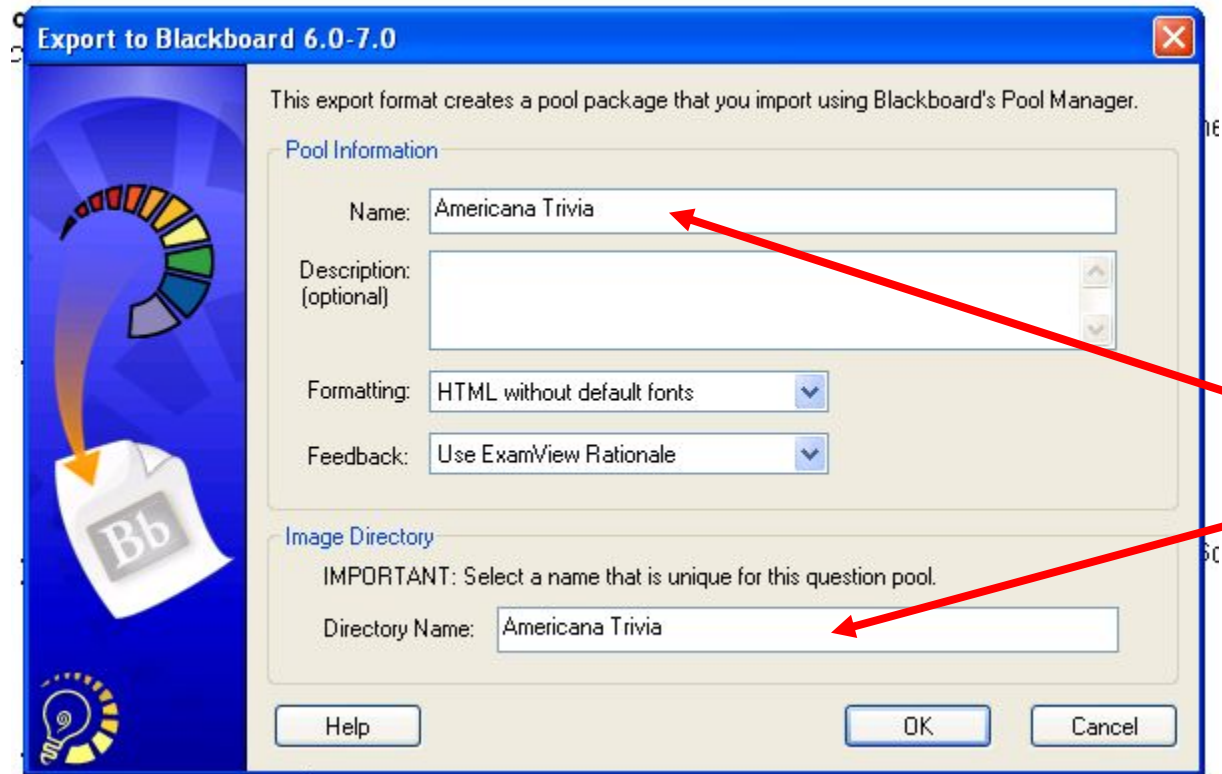 Export to Blackboard 6.0-7.0
This export format creates a pool package that you import using Blackboard's Pool Manager.
Pool Information
Name: Americana Trivia
Description:
(optional)
Formatting: HTML without default fonts
Feedback: Use ExamView Rationale
Bb
Image Directory
IMPORTANT: Select a name that is unique for this question pool.
Directory Name: Americana Trivia
Help OK Cancel